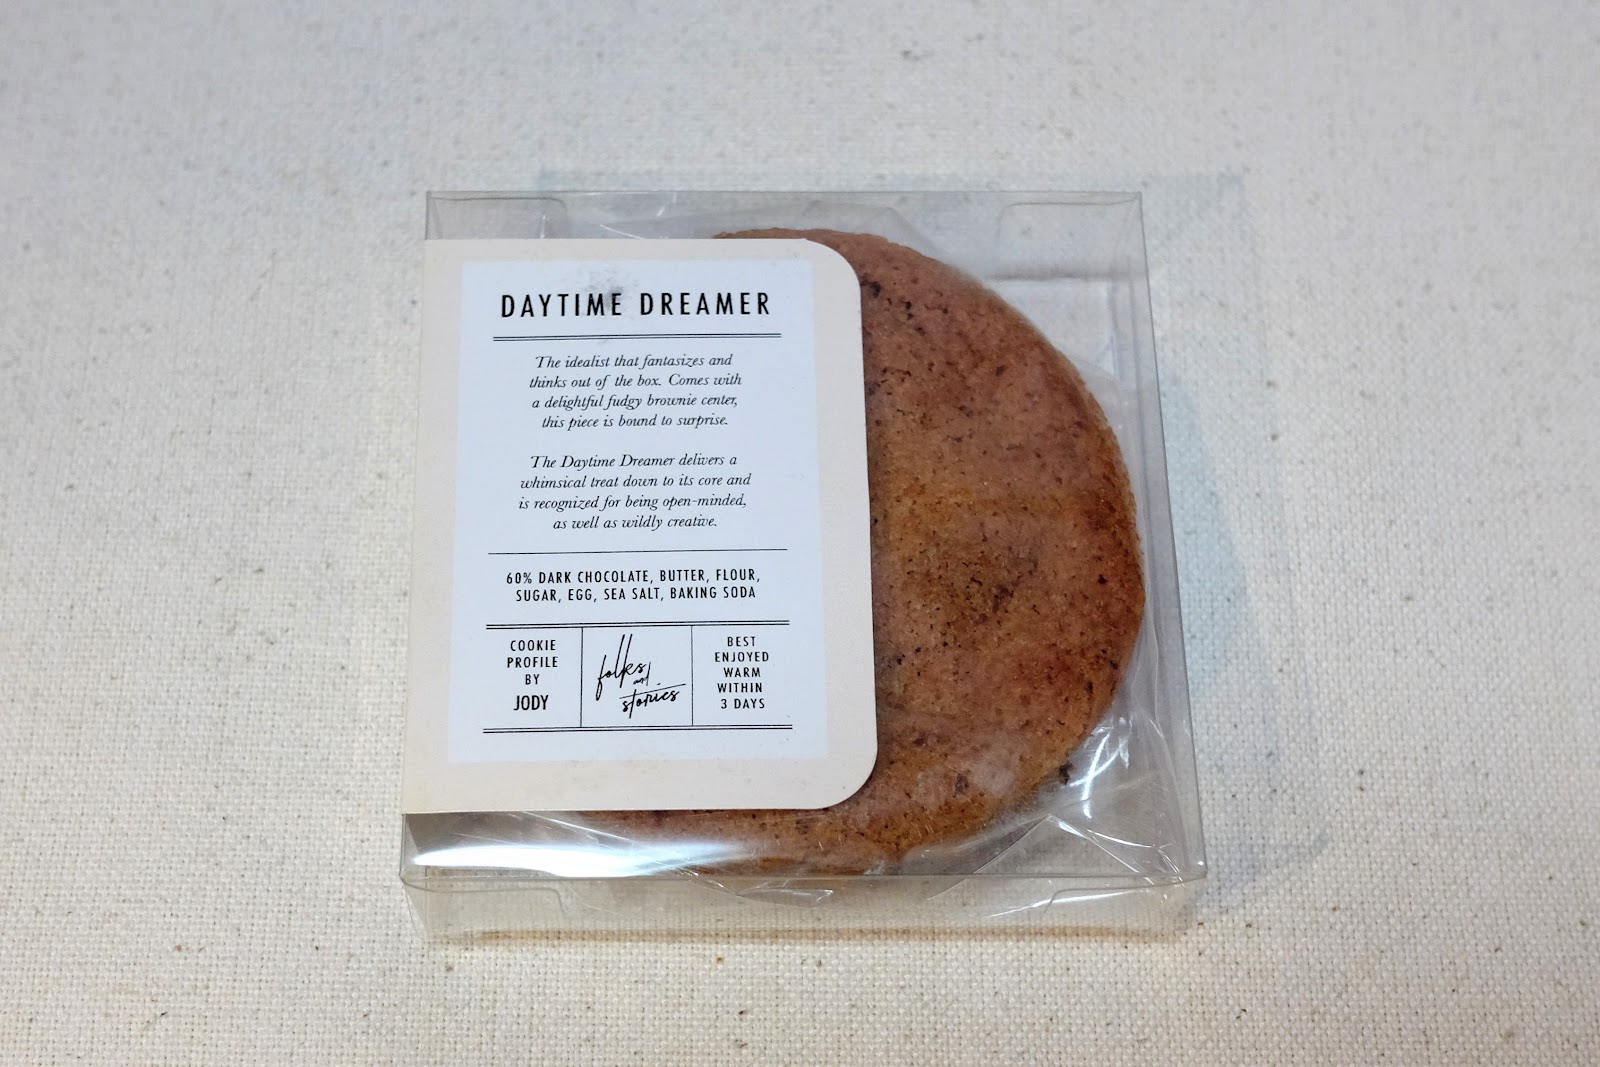 DAYTIME DREAMER
The idealist that fantasizes and
thinks out of the box. Comes with
a delightful fudgy brownie center,
this piece is bound to surprise.
The Daytime Dreamer delivers a
whimsical treat down to its core and
is recognized for being open-minded,
as well as wildly creative.
60% DARK CHOCOLATE, BUTTER, FLOUR,
SUGAR, EGG, SEA SALT, BAKING SODA
COOKIE
PROFILE
BY
JODY
folks
and
stories
BEST
ENJOYED
WARM
WITHIN
3 DAYS